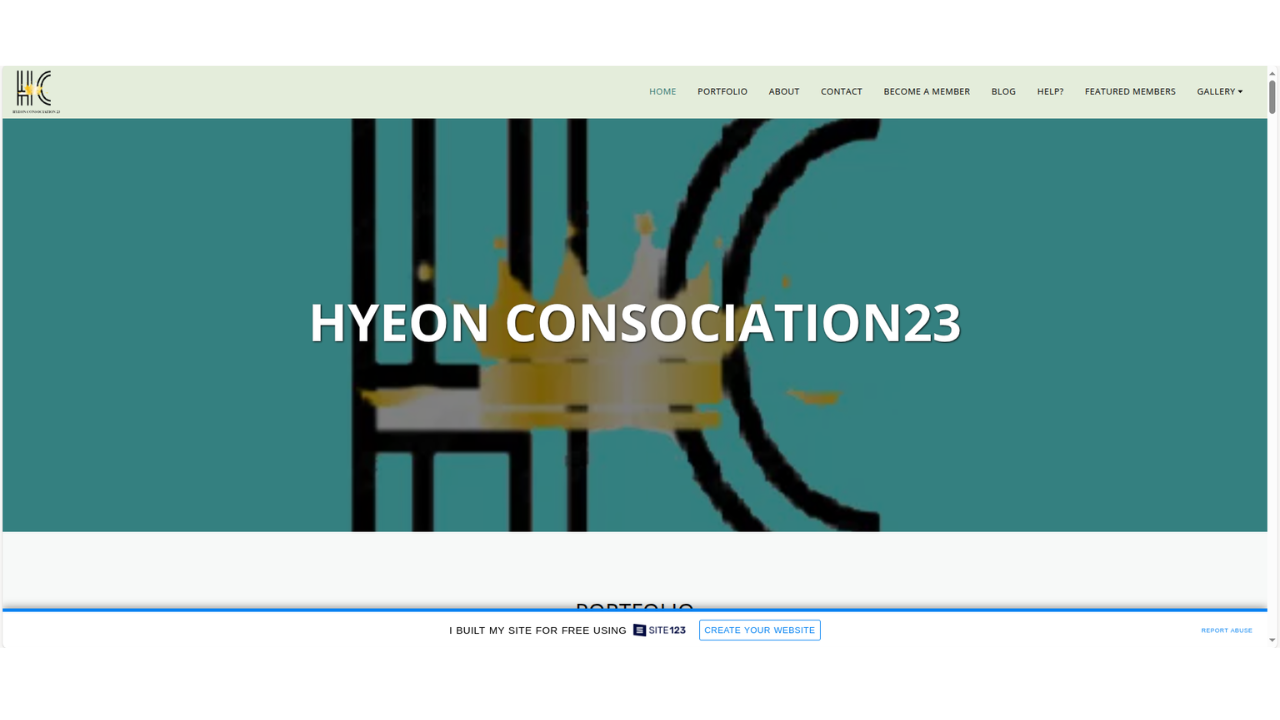 HOME PORTFOLIO ABOUT CONTACT BECOME A MEMBER BLOG HELP? FEATURED MEMBERS GALLERY
HYEON CONSOCIATION23
PORTFOLIO
I BUILT MY SITE FOR FREE USING SITE123 CREATE YOUR WEBSITE REPORT ABUSE